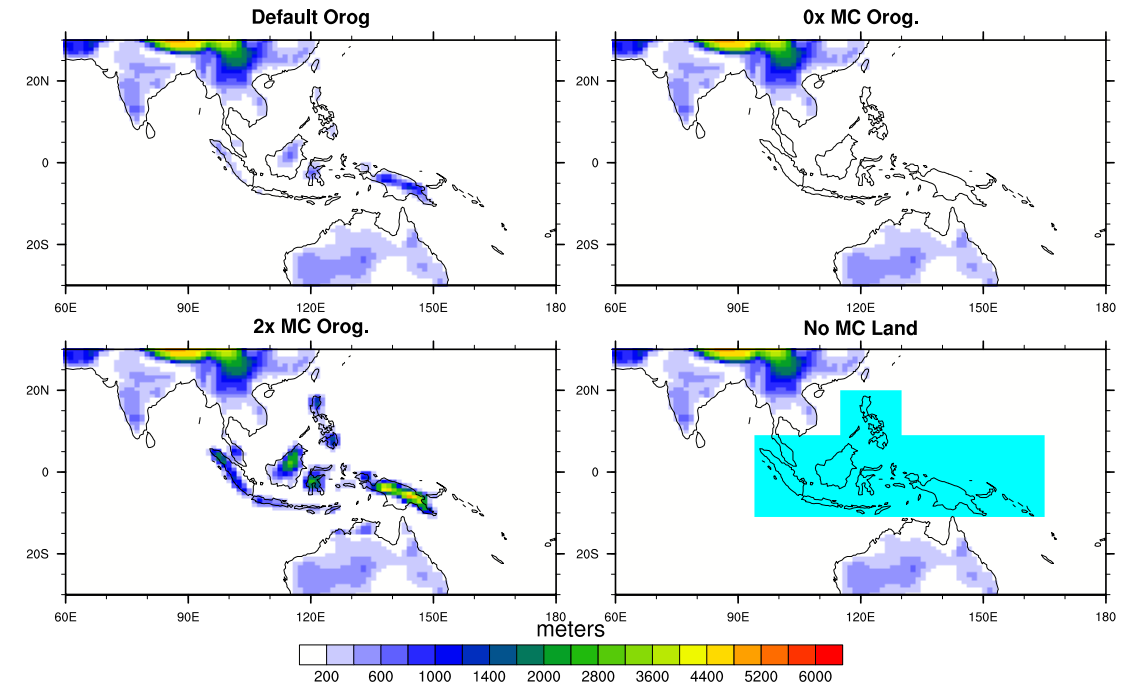 Default Orog
0x MC Orog.
20N
0
20S
60E 90E 120E 150E 180
20N
0
20S
60E 90E 120E 150E 180
2x MC Orog.
No MC Land
20N
0
20S
60E 90E 120E 150E 180
20N
0
20S
60E 90E 120E 150E 180
meters
200 600 1000 1400 2000 2800 3600 4400 5200 6000